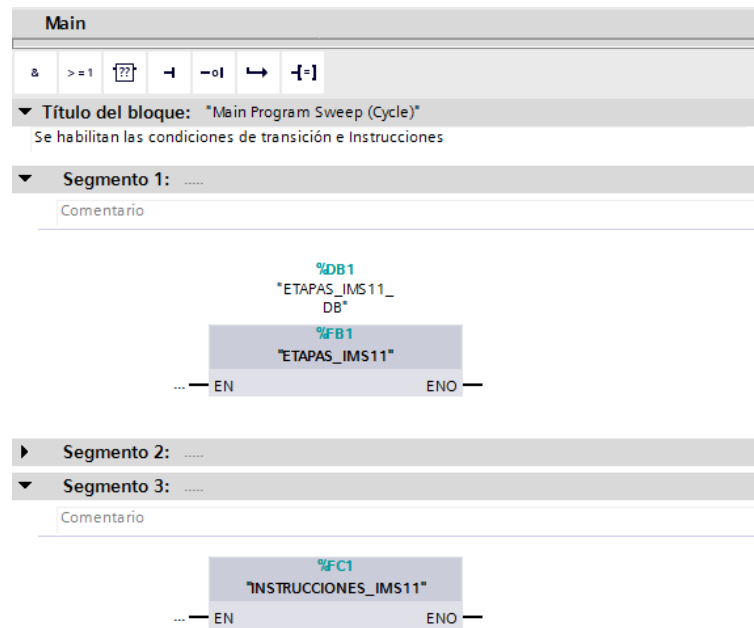 Main
& >=1 ?? ⊣ -o| ↦ -[=]
Título del bloque: "Main Program Sweep (Cycle)"
Se habilitan las condiciones de transición e Instrucciones
Segmento 1: .....
Comentario
%DB1
"ETAPAS_IMS11_
DB"
%FB1
"ETAPAS_IMS11"
... EN ENO
Segmento 2: .....
Segmento 3: .....
Comentario
%FC1
"INSTRUCCIONES_IMS11"
... EN ENO